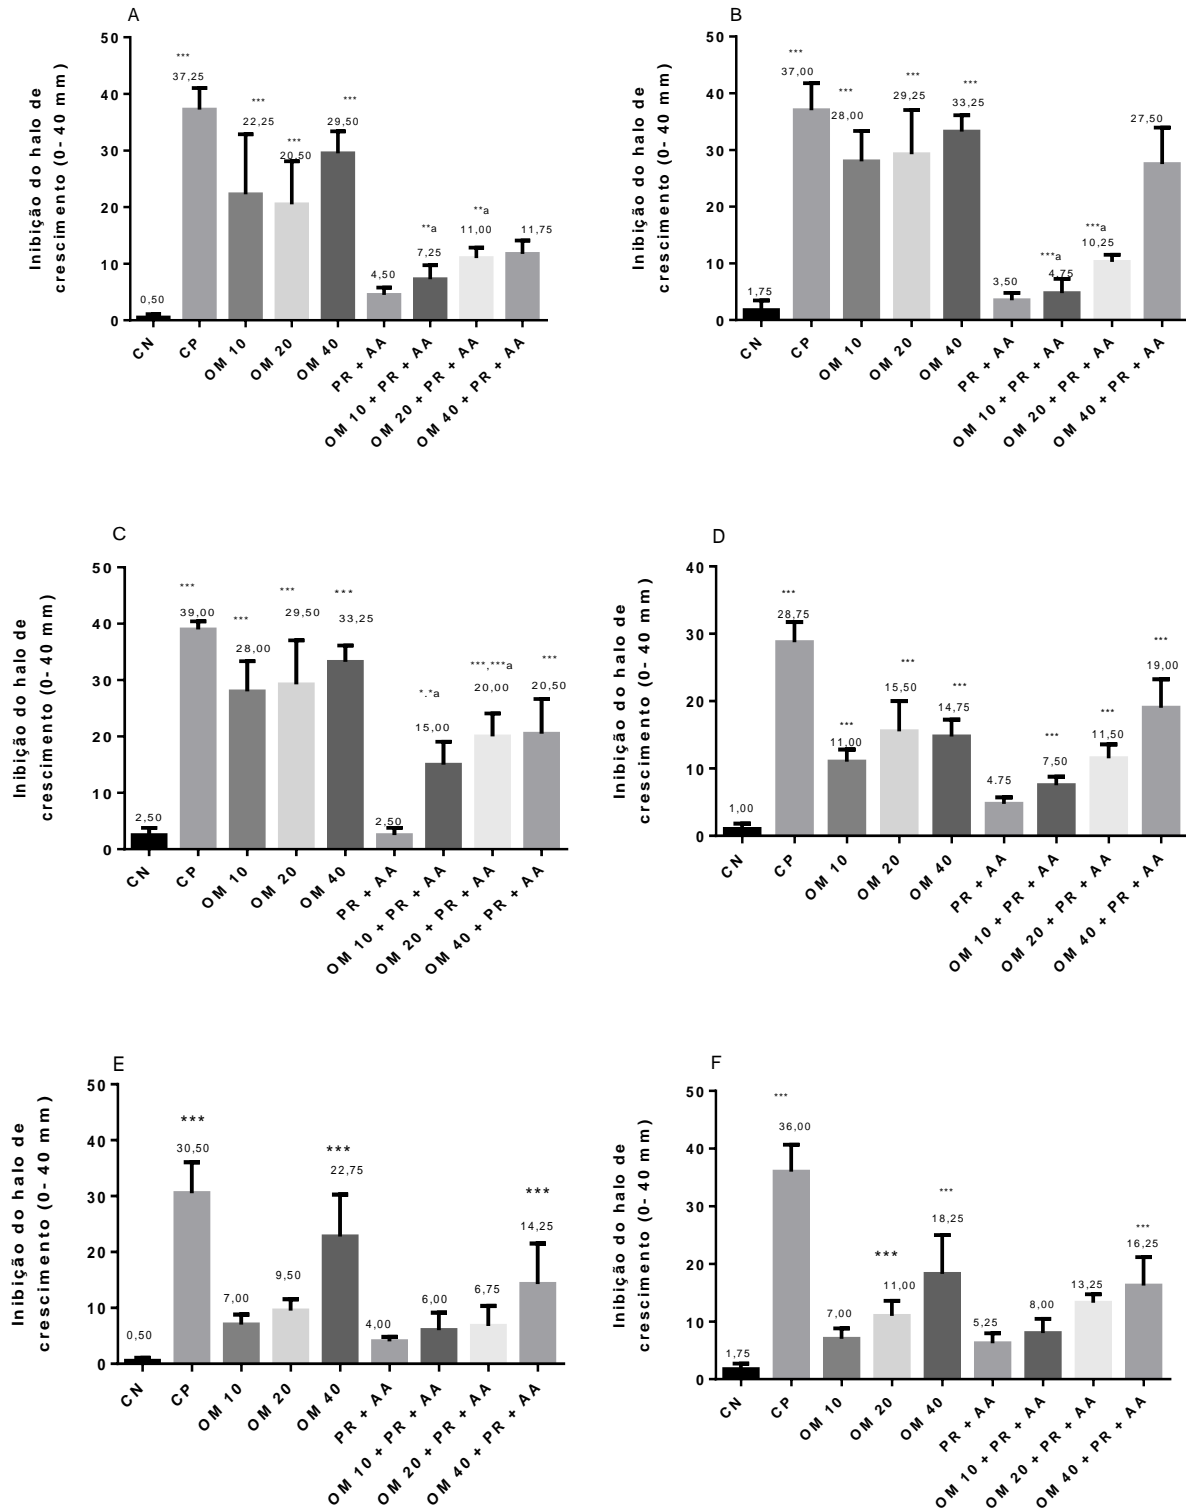 A
Inibição do halo de
crescimento (0-40 mm)
50
40
30
20
10
0
***
37,25
***
22,25
***
20,50
***
29,50
0,50
4,50
**a
7,25
**a
11,00
11,75
CN
CP
OM 10
OM 20
OM 40
PR + AA
OM 10 + PR + AA
OM 20 + PR + AA
OM 40 + PR + AA
B
Inibição do halo de
crescimento (0-40 mm)
50
40
30
20
10
0
1,75
***
37,00
***
28,00
***
29,25
***
33,25
3,50
***a
4,75
***a
10,25
27,50
CN
CP
OM 10
OM 20
OM 40
PR + AA
OM 10 + PR + AA
OM 20 + PR + AA
OM 40 + PR + AA
C
Inibição do halo de
crescimento (0-40 mm)
50
40
30
20
10
0
2,50
***
39,00
***
28,00
***
29,50
***
33,25
2,50
*.*a
15,00
***,***a
20,00
***
20,50
CN
CP
OM 10
OM 20
OM 40
PR + AA
OM 10 + PR + AA
OM 20 + PR + AA
OM 40 + PR + AA
D
Inibição do halo de
crescimento (0-40 mm)
40
30
20
10
0
1,00
***
28,75
***
11,00
***
15,50
***
14,75
4.75
***
7,50
***
11,50
***
19,00
CN
CP
OM 10
OM 20
OM 40
PR + AA
OM 10 + PR + AA
OM 20 + PR + AA
OM 40 + PR + AA
E
Inibição do halo de
crescimento (0-40 mm)
50
40
30
20
10
0
0,50
***
30,50
7,00
9,50
***
22,75
4,00
6,00
6,75
***
14,25
CN
CP
OM 10
OM 20
OM 40
PR + AA
OM 10 + PR + AA
OM 20 + PR + AA
OM 40 + PR + AA
F
Inibição do halo de
crescimento (0-40 mm)
50
40
30
20
10
0
1,75
***
36,00
7,00
***
11,00
***
18,25
5,25
8,00
13,25
***
16,25
CN
CP
OM 10
OM 20
OM 40
PR + AA
OM 10 + PR + AA
OM 20 + PR + AA
OM 40 + PR + AA